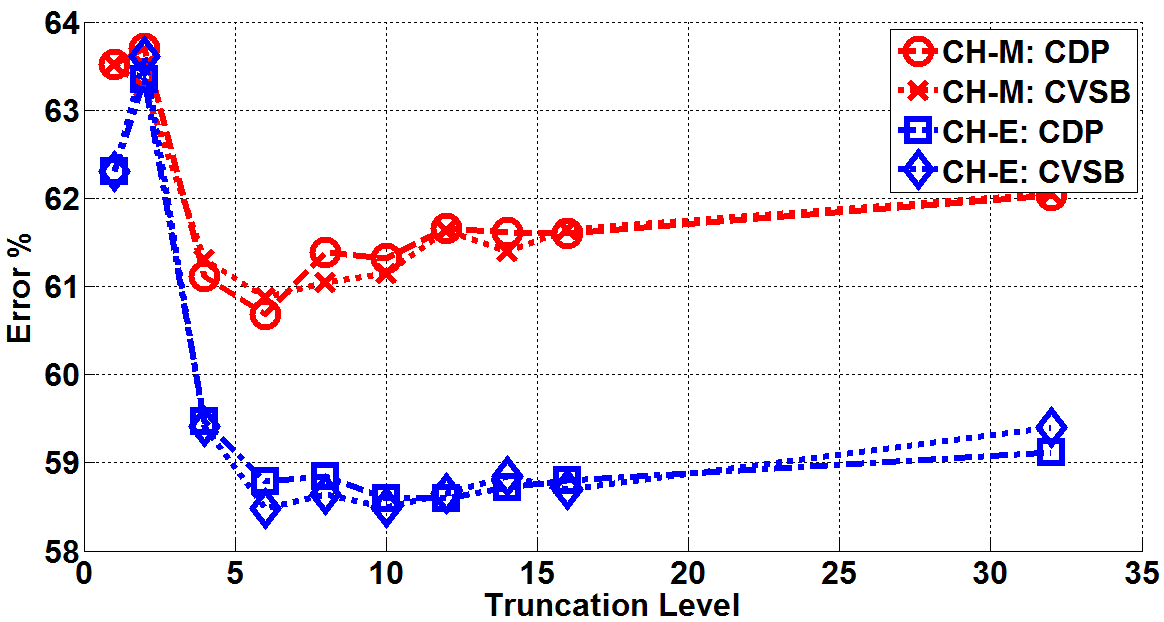 64
63
62
61
60
59
58
Error %
0 5 10 15 20 25 30 35
Truncation Level
CH-M: CDP
CH-M: CVSB
CH-E: CDP
CH-E: CVSB